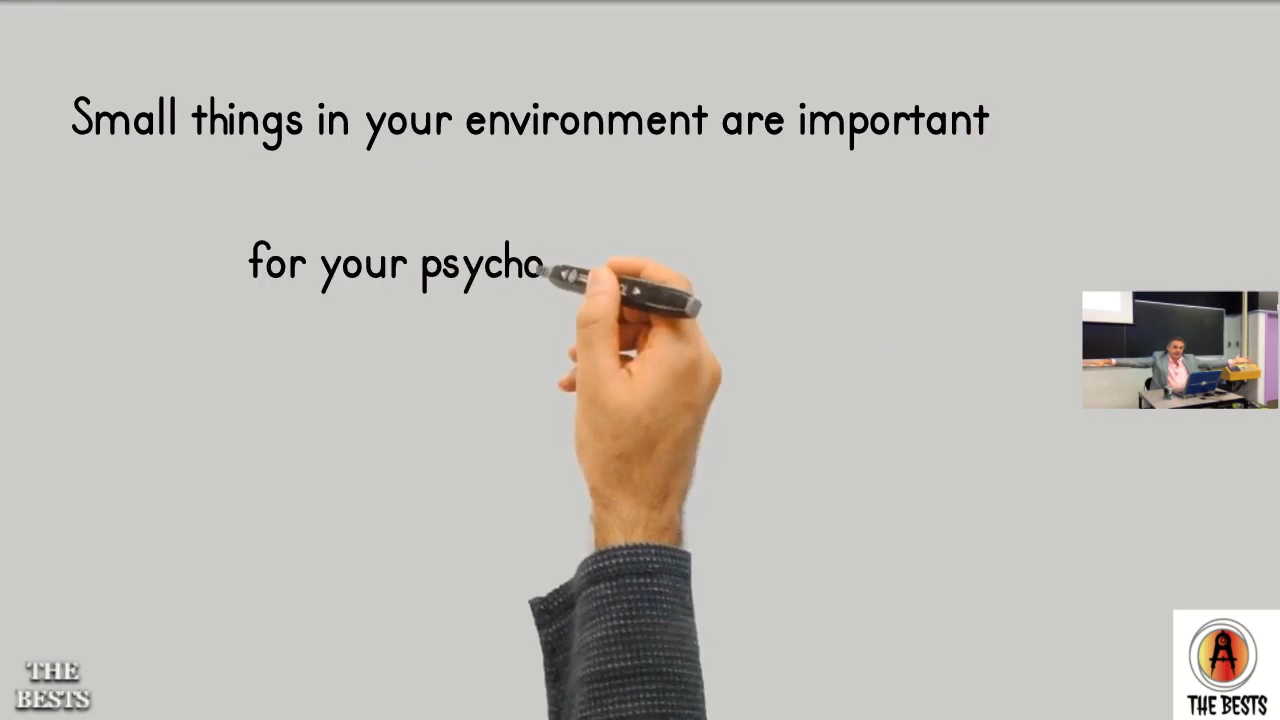 Small things in your environment are important
for your psycho
THE
BESTS
THE BESTS